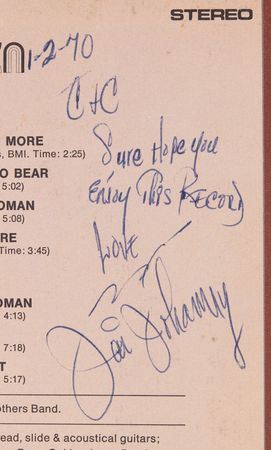 STEREO
1-2-70
C+C
MORE
Sure Hope you
s, BMI. Time: 2:25)
O BEAR
Enjoy This Record
5:02)
OMAN
5:08)
RE
Love
Time: 3:45)
OMAN
4:13)
Jai Johanny
7:18)
T
5:17)
others Band.
ead, slide & acoustical guitars;